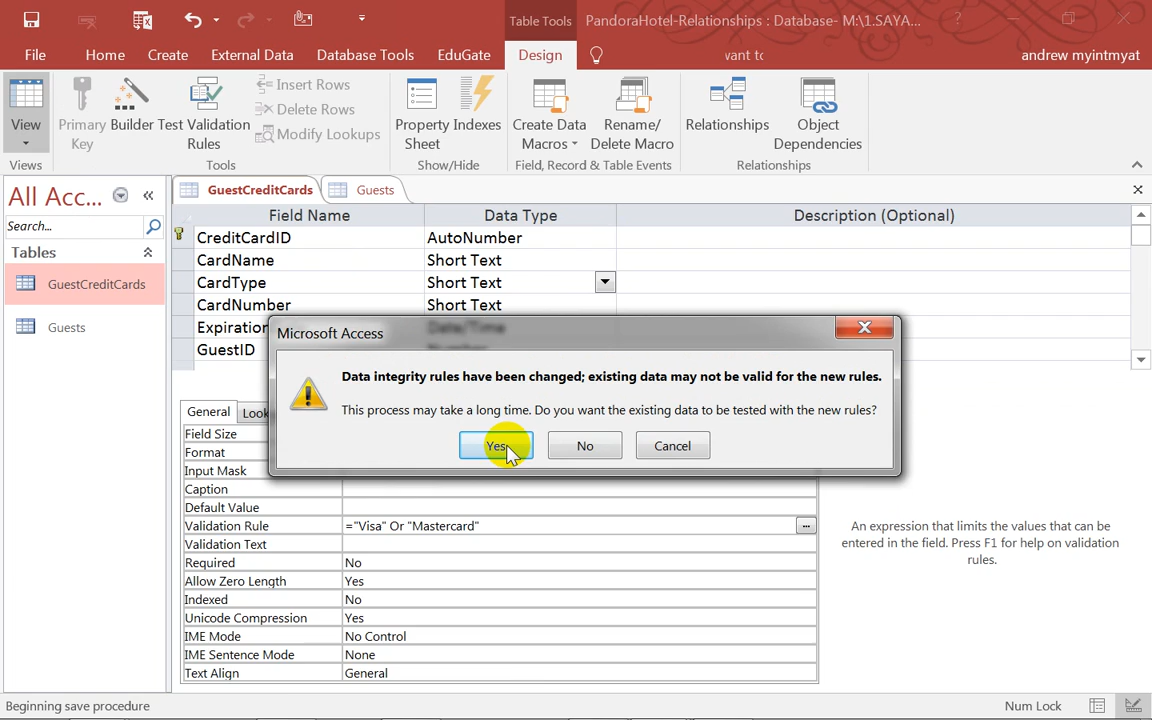 Table Tools
PandoraHotel-Relationships : Database- M:\1.SAYA...
?
File
Home
Create
External Data
Database Tools
EduGate
Design
want to
andrew myintmyat
View
Primary Key
Builder
Test Validation Rules
Insert Rows
Delete Rows
Modify Lookups
Property Sheet
Indexes
Create Data Macros
Rename/ Delete Macro
Relationships
Object Dependencies
Views
Tools
Show/Hide
Field, Record & Table Events
Relationships
All Acc...
Search...
Tables
GuestCreditCards
Guests
GuestCreditCards
Guests
Field Name
Data Type
Description (Optional)
CreditCardID
AutoNumber
CardName
Short Text
CardType
Short Text
CardNumber
Short Text
Expiration
Date/Time
GuestID
Number
Microsoft Access
Data integrity rules have been changed; existing data may not be valid for the new rules.
This process may take a long time. Do you want the existing data to be tested with the new rules?
Yes
No
Cancel
General
Look
Field Size
Format
Input Mask
Caption
Default Value
Validation Rule
="Visa" Or "Mastercard"
Validation Text
Required
No
Allow Zero Length
Yes
Indexed
No
Unicode Compression
Yes
IME Mode
No Control
IME Sentence Mode
None
Text Align
General
An expression that limits the values that can be
entered in the field. Press F1 for help on validation
rules.
Beginning save procedure
Num Lock